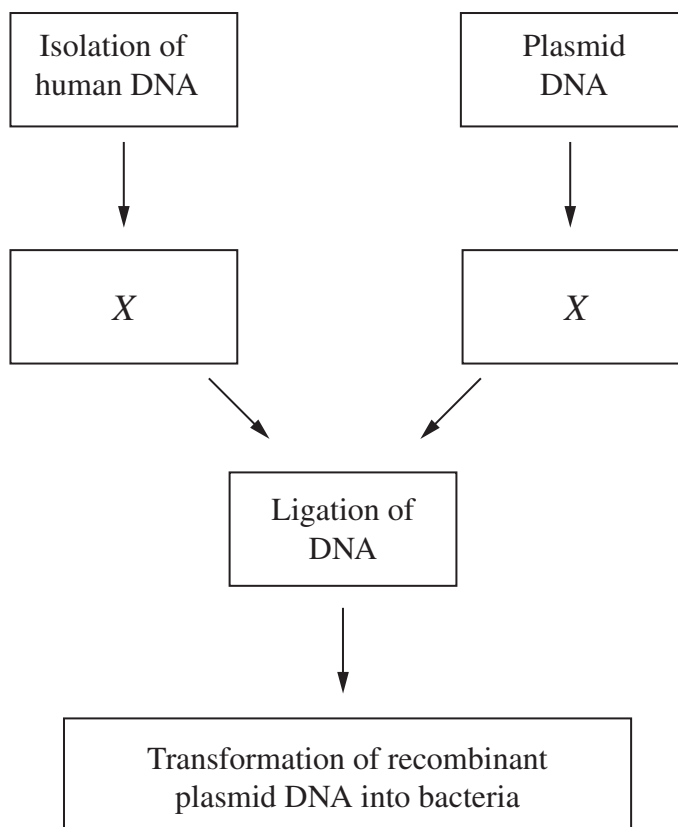 Isolation of
human DNA
Plasmid
DNA
X
X
Ligation of
DNA
Transformation of recombinant
plasmid DNA into bacteria